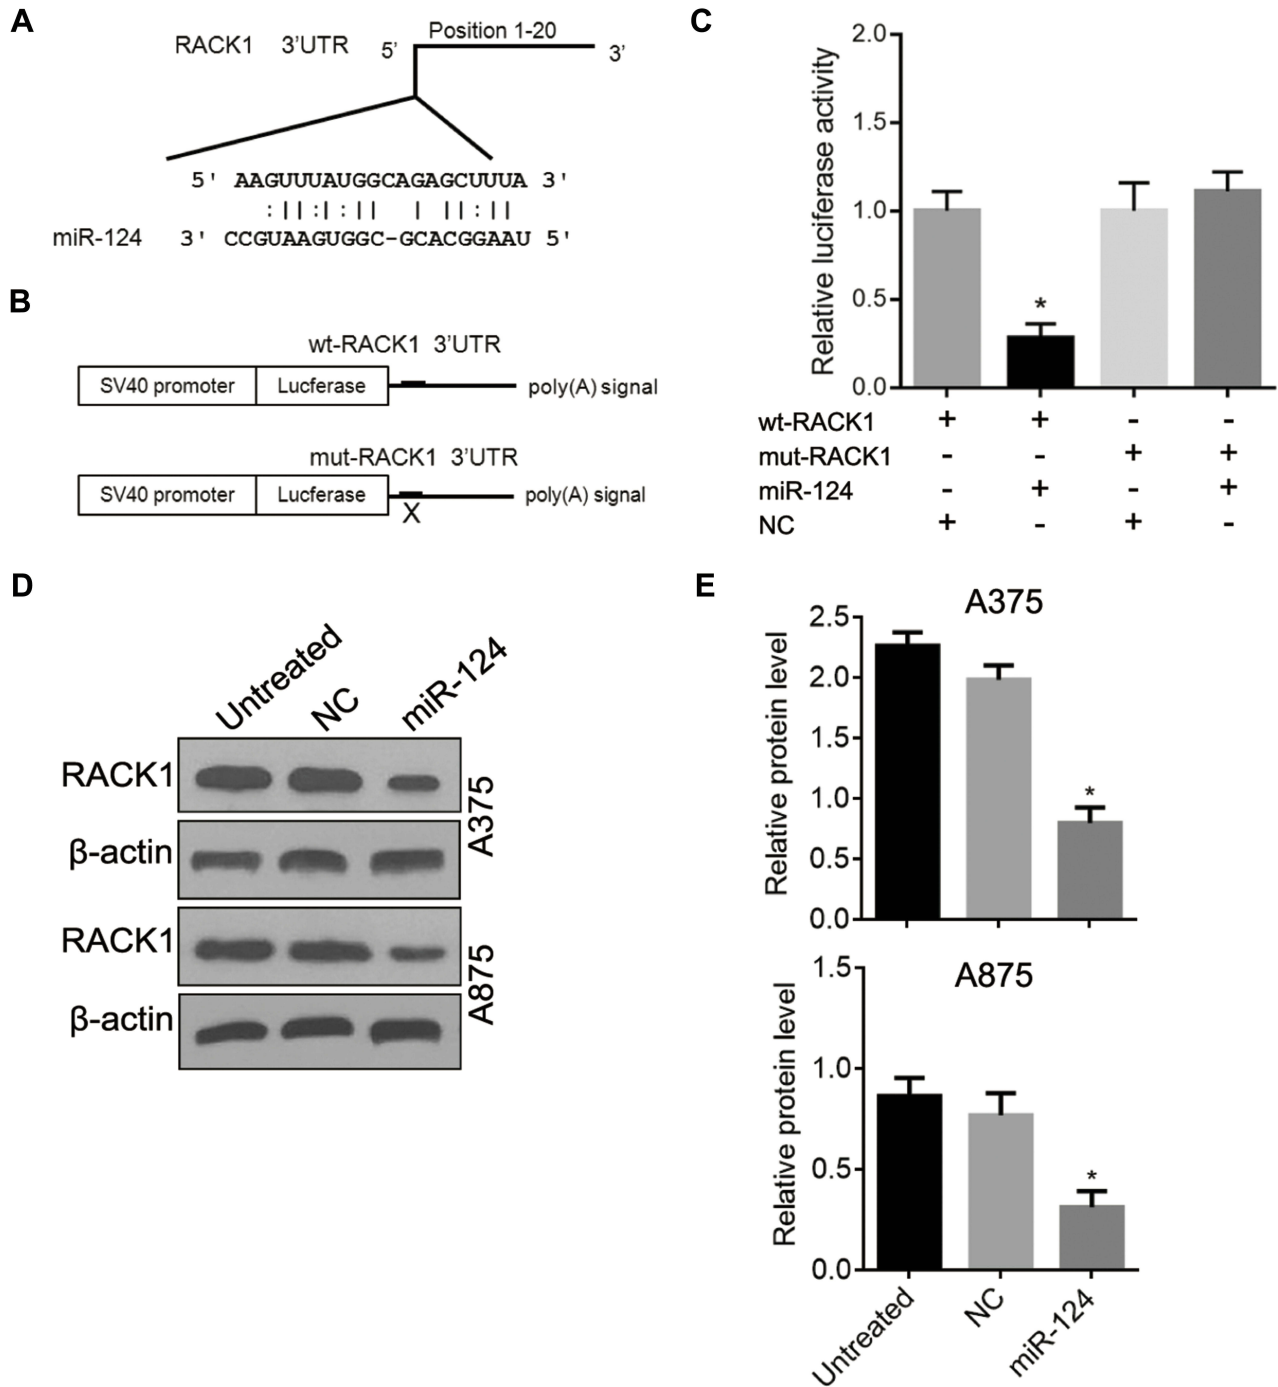 A
RACK1 3'UTR 5' Position 1-20 3'
5' AAGUUUAUGGCAGAGCUUUA 3'
:||:|:|| | ||:||
miR-124 3' CCGUAAGUGGC-GCACGGAAU 5'
B
wt-RACK1 3'UTR
SV40 promoter Lucferase poly(A) signal
mut-RACK1 3'UTR
SV40 promoter Lucferase poly(A) signal
X
C
Relative luciferase activity
2.0
1.5
1.0
0.5
0.0
*
wt-RACK1 + + - -
mut-RACK1 - - + +
miR-124 - + - +
NC + - + -
D
Untreated NC miR-124
RACK1
β-actin
A375
RACK1
β-actin
A875
E
A375
Relative protein level
2.5
2.0
1.5
1.0
0.5
0.0
*
A875
Relative protein level
1.5
1.0
0.5
0.0
*
Untreated NC miR-124